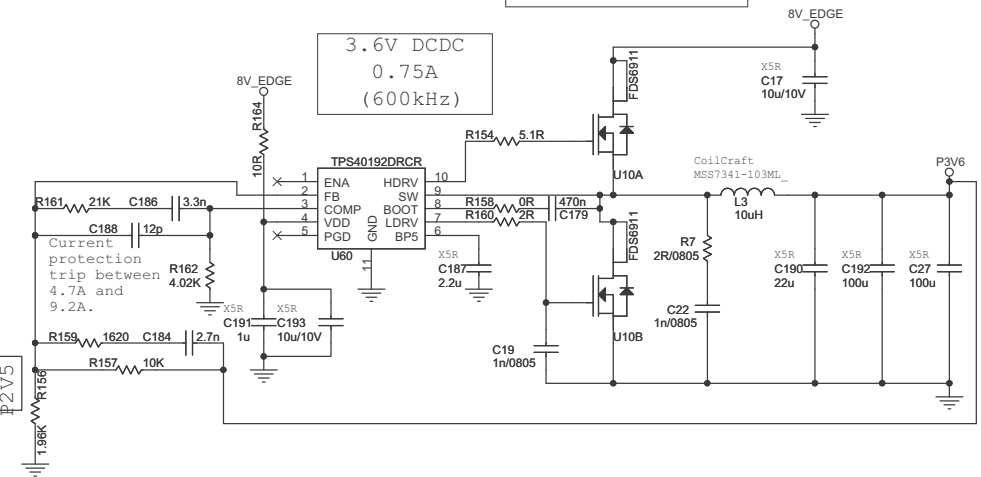 3.6V DCDC
0.75A
(600kHz)
8V_EDGE
8V_EDGE
R164
10R
X5R
C17
10u/10V
FDS6911
R154
5.1R
U10A
TPS40192DRCR
1
ENA
2
FB
3
COMP
4
VDD
5
PGD
GND
11
HDRV
10
SW
9
BOOT
8
LDRV
7
BP5
6
U60
R161
21K
C186
3.3n
C188
12p
Current
protection
trip between
4.7A and
9.2A.
R162
4.02K
R158
0R
470n
C179
R160
2R
X5R
C187
2.2u
FDS6911
U10B
CoilCraft
MSS7341-103ML_
L3
10uH
P3V6
R7
2R/0805
C22
1n/0805
X5R
C190
22u
X5R
C192
100u
X5R
C27
100u
X5R
C191
1u
X5R
C193
10u/10V
C19
1n/0805
R159
1620
C184
2.7n
R157
10K
P2V5
R156
1.96K